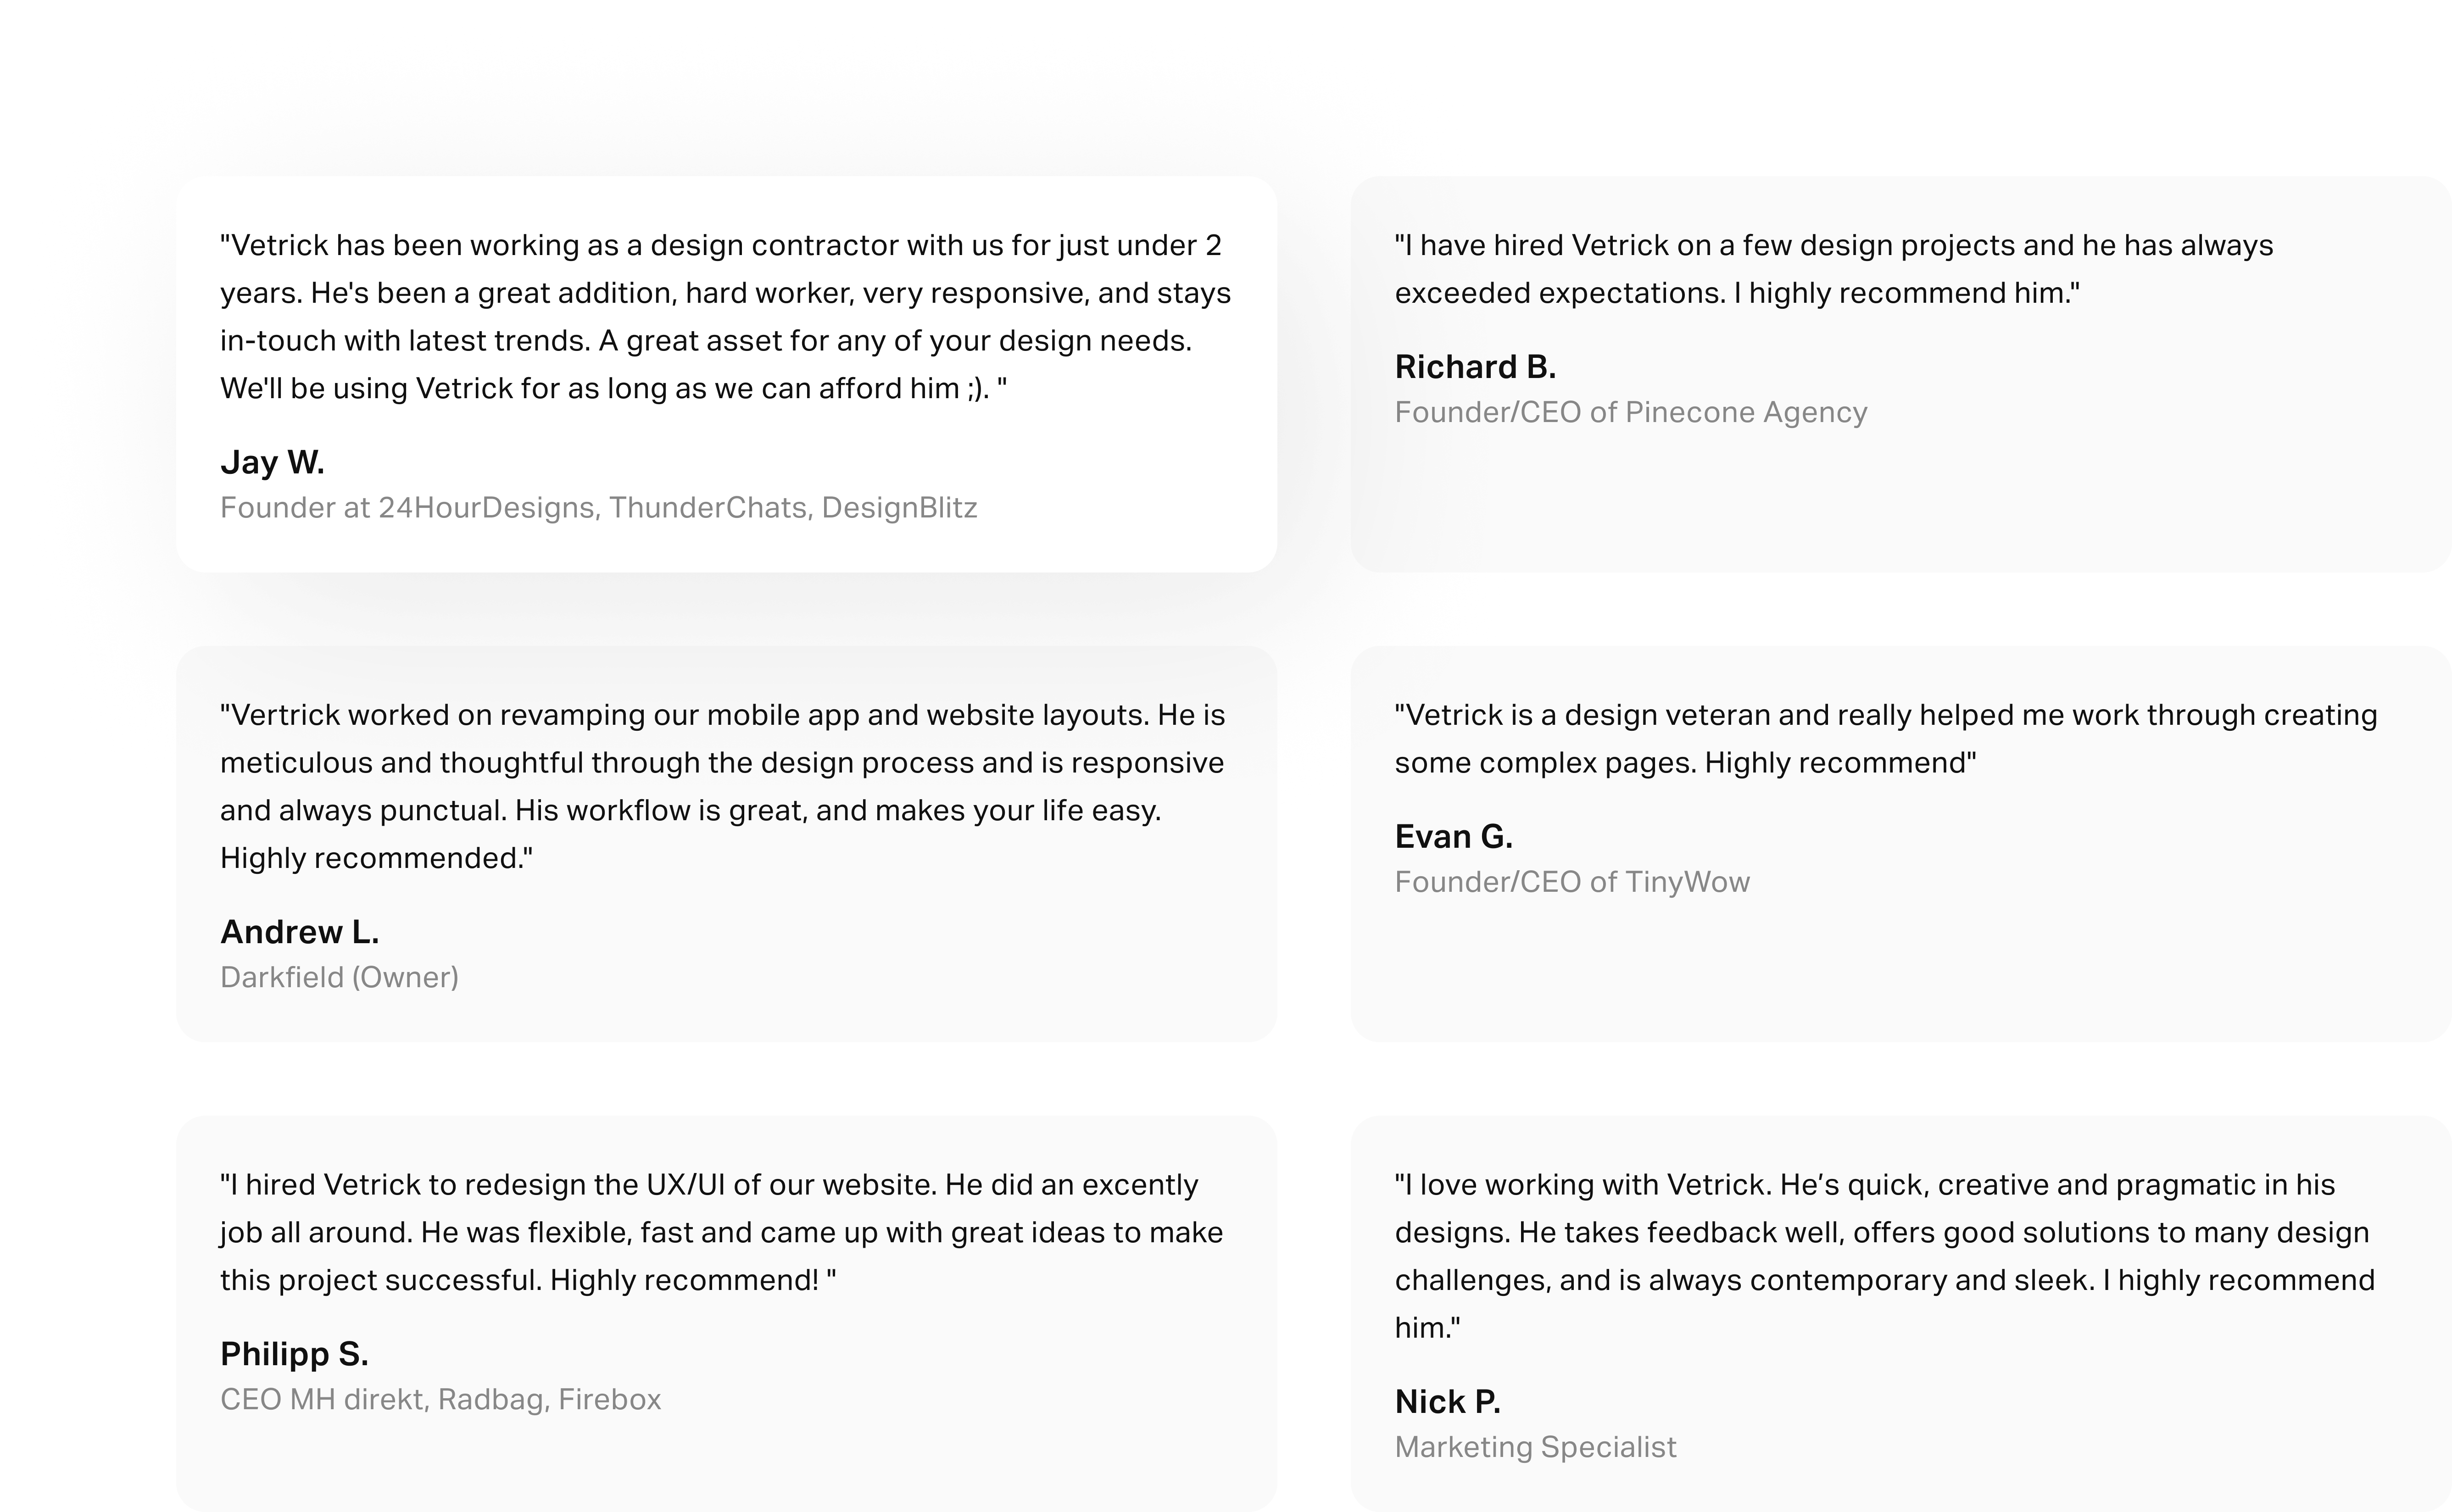 "Vetrick has been working as a design contractor with us for just under 2
years. He's been a great addition, hard worker, very responsive, and stays
in-touch with latest trends. A great asset for any of your design needs.
We'll be using Vetrick for as long as we can afford him ;). "
Jay W.
Founder at 24HourDesigns, ThunderChats, DesignBlitz
"I have hired Vetrick on a few design projects and he has always
exceeded expectations. I highly recommend him."
Richard B.
Founder/CEO of Pinecone Agency
"Vertrick worked on revamping our mobile app and website layouts. He is
meticulous and thoughtful through the design process and is responsive
and always punctual. His workflow is great, and makes your life easy.
Highly recommended."
Andrew L.
Darkfield (Owner)
"Vetrick is a design veteran and really helped me work through creating
some complex pages. Highly recommend"
Evan G.
Founder/CEO of TinyWow
"I hired Vetrick to redesign the UX/UI of our website. He did an excently
job all around. He was flexible, fast and came up with great ideas to make
this project successful. Highly recommend! "
Philipp S.
CEO MH direkt, Radbag, Firebox
"I love working with Vetrick. He’s quick, creative and pragmatic in his
designs. He takes feedback well, offers good solutions to many design
challenges, and is always contemporary and sleek. I highly recommend
him."
Nick P.
Marketing Specialist